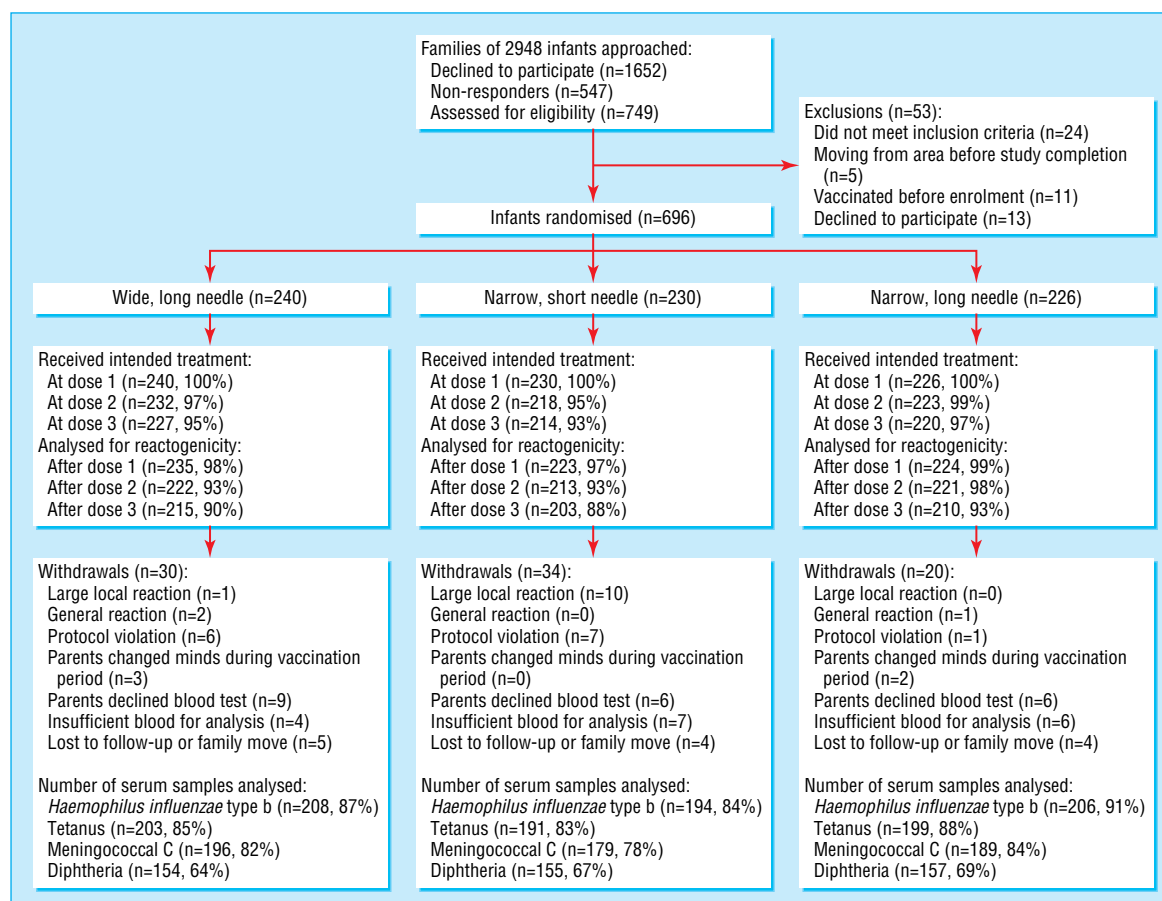 Families of 2948 infants approached:
Declined to participate (n=1652)
Non-responders (n=547)
Assessed for eligibility (n=749)
Exclusions (n=53):
Did not meet inclusion criteria (n=24)
Moving from area before study completion
(n=5)
Vaccinated before enrolment (n=11)
Declined to participate (n=13)
Infants randomised (n=696)
Wide, long needle (n=240)
Narrow, short needle (n=230)
Narrow, long needle (n=226)
Received intended treatment:
At dose 1 (n=240, 100%)
At dose 2 (n=232, 97%)
At dose 3 (n=227, 95%)
Analysed for reactogenicity:
After dose 1 (n=235, 98%)
After dose 2 (n=222, 93%)
After dose 3 (n=215, 90%)
Received intended treatment:
At dose 1 (n=230, 100%)
At dose 2 (n=218, 95%)
At dose 3 (n=214, 93%)
Analysed for reactogenicity:
After dose 1 (n=223, 97%)
After dose 2 (n=213, 93%)
After dose 3 (n=203, 88%)
Received intended treatment:
At dose 1 (n=226, 100%)
At dose 2 (n=223, 99%)
At dose 3 (n=220, 97%)
Analysed for reactogenicity:
After dose 1 (n=224, 99%)
After dose 2 (n=221, 98%)
After dose 3 (n=210, 93%)
Withdrawals (n=30):
Large local reaction (n=1)
General reaction (n=2)
Protocol violation (n=6)
Parents changed minds during vaccination
period (n=3)
Parents declined blood test (n=9)
Insufficient blood for analysis (n=4)
Lost to follow-up or family move (n=5)
Number of serum samples analysed:
Haemophilus influenzae type b (n=208, 87%)
Tetanus (n=203, 85%)
Meningococcal C (n=196, 82%)
Diphtheria (n=154, 64%)
Withdrawals (n=34):
Large local reaction (n=10)
General reaction (n=0)
Protocol violation (n=7)
Parents changed minds during vaccination
period (n=0)
Parents declined blood test (n=6)
Insufficient blood for analysis (n=7)
Lost to follow-up or family move (n=4)
Number of serum samples analysed:
Haemophilus influenzae type b (n=194, 84%)
Tetanus (n=191, 83%)
Meningococcal C (n=179, 78%)
Diphtheria (n=155, 67%)
Withdrawals (n=20):
Large local reaction (n=0)
General reaction (n=1)
Protocol violation (n=1)
Parents changed minds during vaccination
period (n=2)
Parents declined blood test (n=6)
Insufficient blood for analysis (n=6)
Lost to follow-up or family move (n=4)
Number of serum samples analysed:
Haemophilus influenzae type b (n=206, 91%)
Tetanus (n=199, 88%)
Meningococcal C (n=189, 84%)
Diphtheria (n=157, 69%)